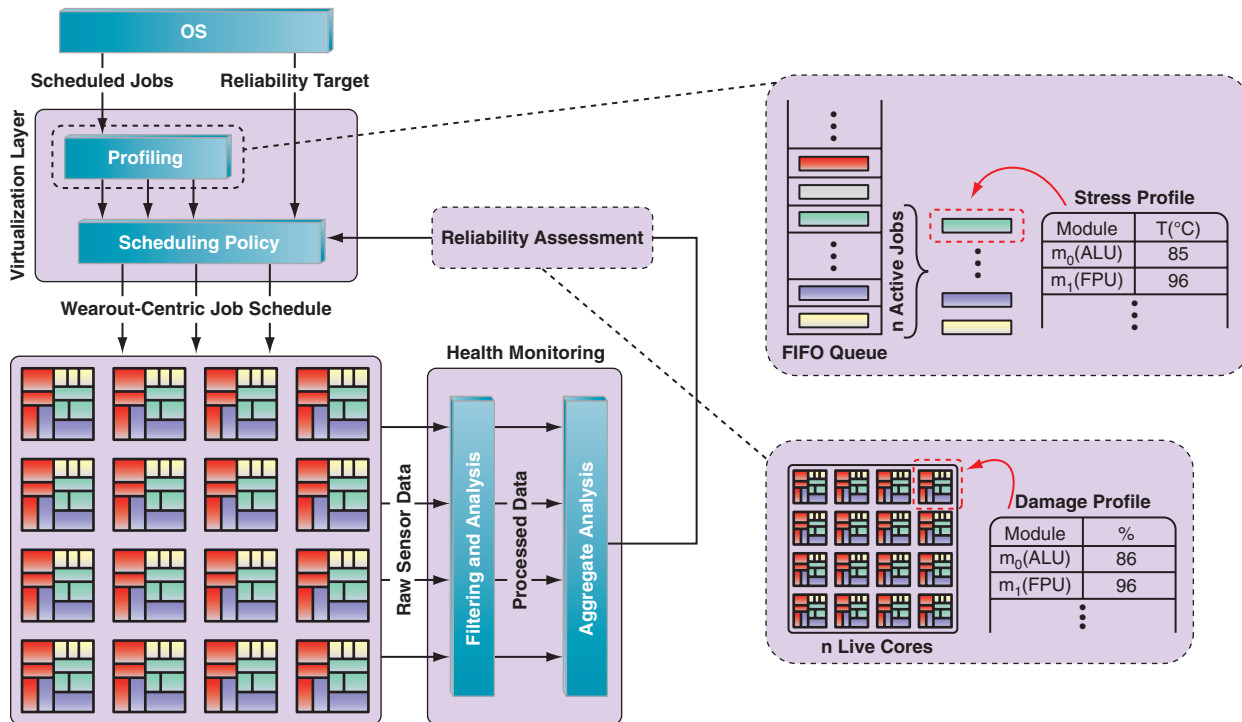 OS
Scheduled Jobs
Reliability Target
Virtualization Layer
Profiling
Scheduling Policy
Reliability Assessment
Wearout-Centric Job Schedule
Health Monitoring
Raw Sensor Data
Filtering and Analysis
Processed Data
Aggregate Analysis
FIFO Queue
n Active Jobs
Stress Profile
Module T(°C)
m0(ALU) 85
m1(FPU) 96
n Live Cores
Damage Profile
Module %
m0(ALU) 86
m1(FPU) 96